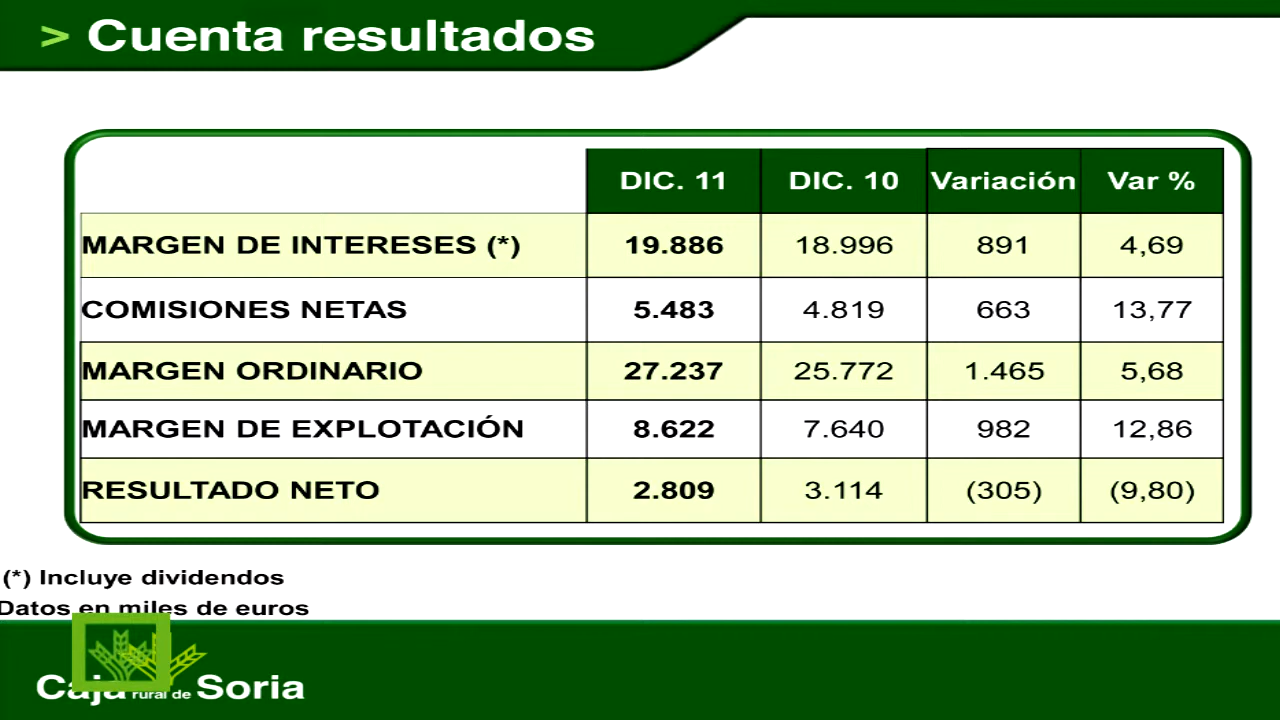 > Cuenta resultados
DIC. 11 DIC. 10 Variación Var %
MARGEN DE INTERESES (*) 19.886 18.996 891 4,69
COMISIONES NETAS 5.483 4.819 663 13,77
MARGEN ORDINARIO 27.237 25.772 1.465 5,68
MARGEN DE EXPLOTACIÓN 8.622 7.640 982 12,86
RESULTADO NETO 2.809 3.114 (305) (9,80)
(*) Incluye dividendos
Datos en miles de euros
Caja rural de Soria